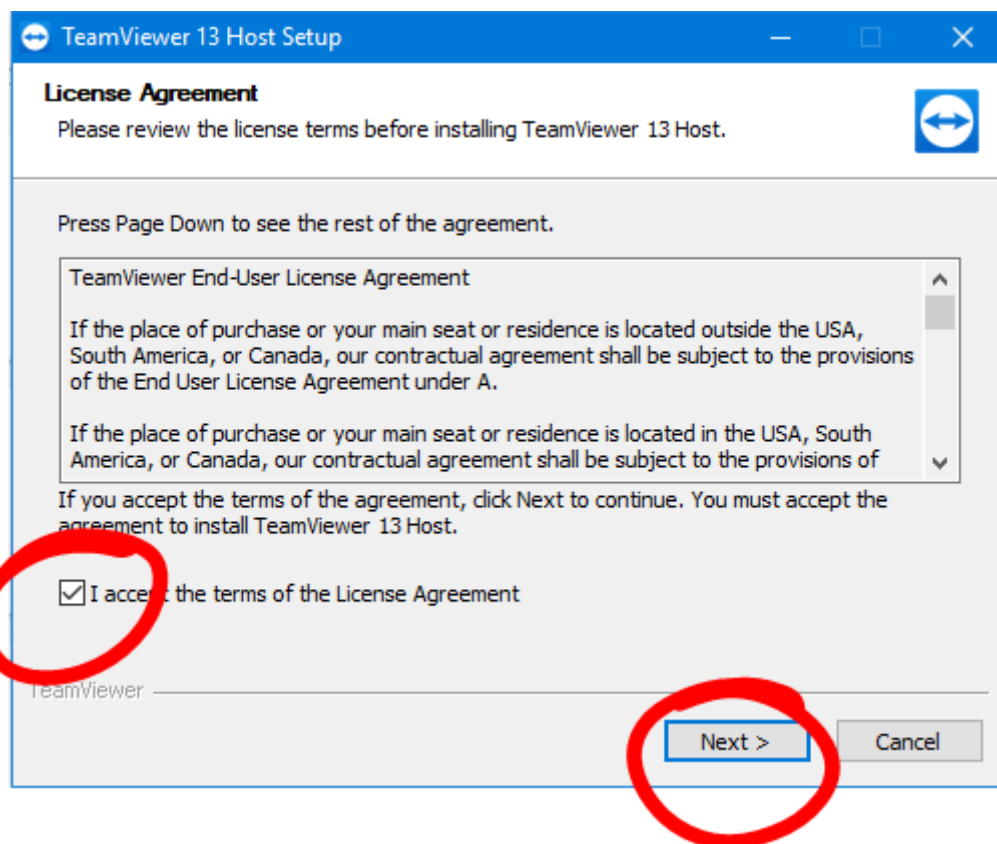 TeamViewer 13 Host Setup
License Agreement
Please review the license terms before installing TeamViewer 13 Host.
Press Page Down to see the rest of the agreement.
TeamViewer End-User License Agreement
If the place of purchase or your main seat or residence is located outside the USA,
South America, or Canada, our contractual agreement shall be subject to the provisions
of the End User License Agreement under A.
If the place of purchase or your main seat or residence is located in the USA, South
America, or Canada, our contractual agreement shall be subject to the provisions of
If you accept the terms of the agreement, click Next to continue. You must accept the
agreement to install TeamViewer 13 Host.
I accept the terms of the License Agreement
TeamViewer
Next > Cancel